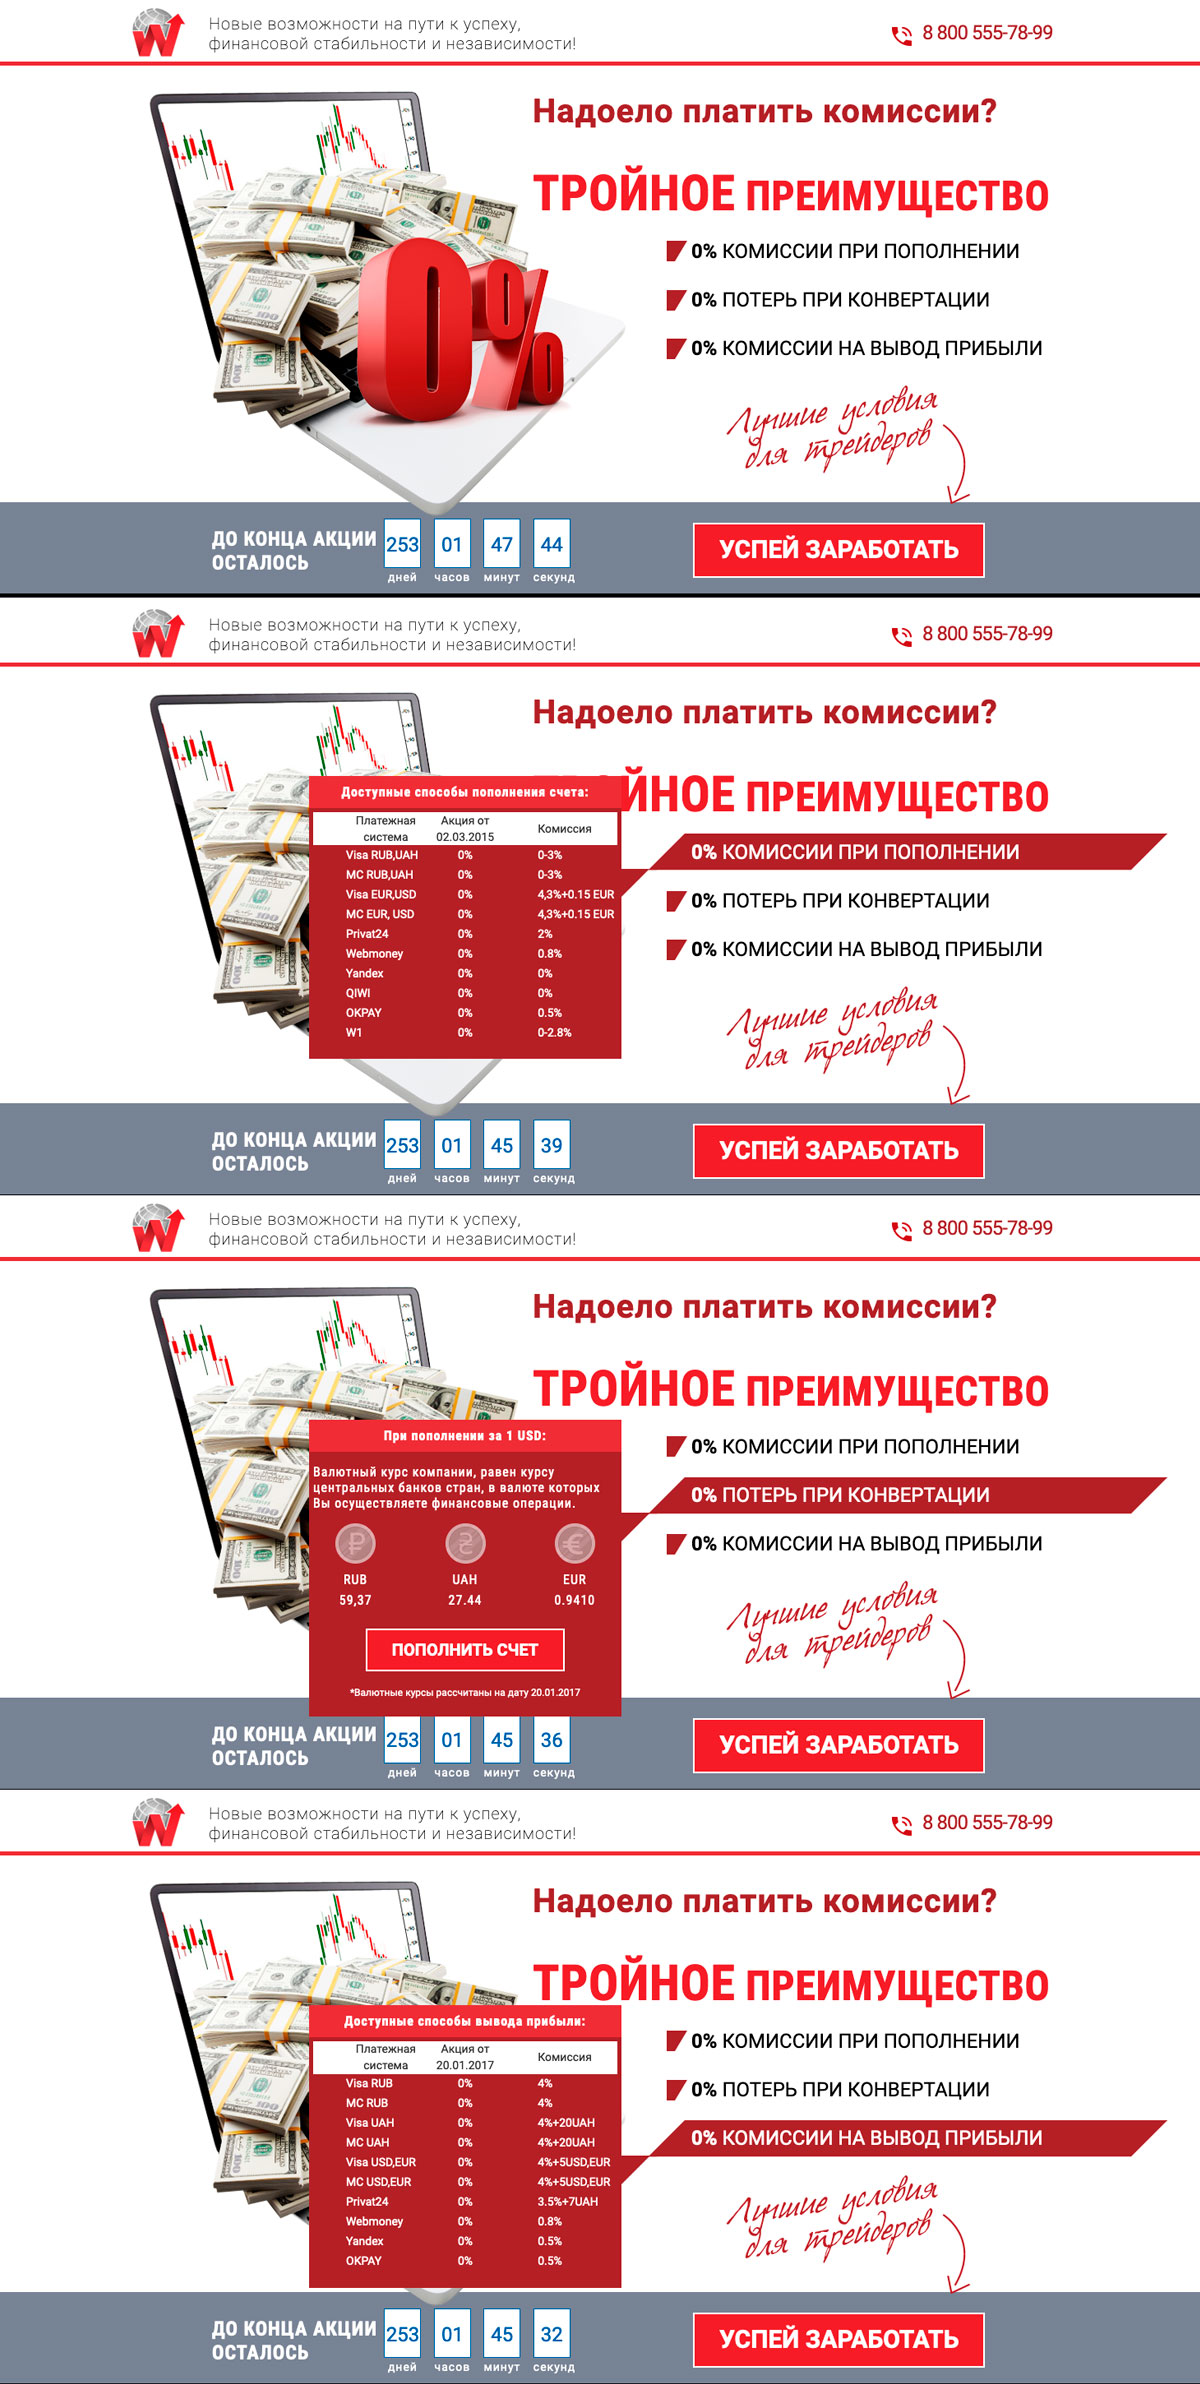 Новые возможности на пути к успеху,
финансовой стабильности и независимости!
8 800 555-78-99
Надоело платить комиссии?
ТРОЙНОЕ ПРЕИМУЩЕСТВО
0% КОМИССИИ ПРИ ПОПОЛНЕНИИ
0% ПОТЕРЬ ПРИ КОНВЕРТАЦИИ
0% КОМИССИИ НА ВЫВОД ПРИБЫЛИ
0%
Лучшие условия
для трейдеров
ДО КОНЦА АКЦИИ
ОСТАЛОСЬ
253 01 47 44
дней часов минут секунд
УСПЕЙ ЗАРАБОТАТЬ
Новые возможности на пути к успеху,
финансовой стабильности и независимости!
8 800 555-78-99
Надоело платить комиссии?
ТРОЙНОЕ ПРЕИМУЩЕСТВО
Доступные способы пополнения счета:
Платежная система Акция от 02.03.2015 Комиссия
Visa RUB,UAH 0% 0-3%
MC RUB,UAH 0% 0-3%
Visa EUR,USD 0% 4,3%+0.15 EUR
MC EUR, USD 0% 4,3%+0.15 EUR
Privat24 0% 2%
Webmoney 0% 0.8%
Yandex 0% 0%
QIWI 0% 0%
OKPAY 0% 0.5%
W1 0% 0-2.8%
0% КОМИССИИ ПРИ ПОПОЛНЕНИИ
0% ПОТЕРЬ ПРИ КОНВЕРТАЦИИ
0% КОМИССИИ НА ВЫВОД ПРИБЫЛИ
Лучшие условия
для трейдеров
ДО КОНЦА АКЦИИ
ОСТАЛОСЬ
253 01 45 39
дней часов минут секунд
УСПЕЙ ЗАРАБОТАТЬ
Новые возможности на пути к успеху,
финансовой стабильности и независимости!
8 800 555-78-99
Надоело платить комиссии?
ТРОЙНОЕ ПРЕИМУЩЕСТВО
При пополнении за 1 USD:
Валютный курс компании, равен курсу
центральных банков стран, в валюте которых
Вы осуществляете финансовые операции.
RUB UAH EUR
59,37 27.44 0.9410
ПОПОЛНИТЬ СЧЕТ
*Валютные курсы рассчитаны на дату 20.01.2017
0% КОМИССИИ ПРИ ПОПОЛНЕНИИ
0% ПОТЕРЬ ПРИ КОНВЕРТАЦИИ
0% КОМИССИИ НА ВЫВОД ПРИБЫЛИ
Лучшие условия
для трейдеров
ДО КОНЦА АКЦИИ
ОСТАЛОСЬ
253 01 45 36
дней часов минут секунд
УСПЕЙ ЗАРАБОТАТЬ
Новые возможности на пути к успеху,
финансовой стабильности и независимости!
8 800 555-78-99
Надоело платить комиссии?
ТРОЙНОЕ ПРЕИМУЩЕСТВО
Доступные способы вывода прибыли:
Платежная система Акция от 20.01.2017 Комиссия
Visa RUB 0% 4%
MC RUB 0% 4%
Visa UAH 0% 4%+20UAH
MC UAH 0% 4%+20UAH
Visa USD,EUR 0% 4%+5USD,EUR
MC USD,EUR 0% 4%+5USD,EUR
Privat24 0% 3.5%+7UAH
Webmoney 0% 0.8%
Yandex 0% 0.5%
OKPAY 0% 0.5%
0% КОМИССИИ ПРИ ПОПОЛНЕНИИ
0% ПОТЕРЬ ПРИ КОНВЕРТАЦИИ
0% КОМИССИИ НА ВЫВОД ПРИБЫЛИ
Лучшие условия
для трейдеров
ДО КОНЦА АКЦИИ
ОСТАЛОСЬ
253 01 45 32
дней часов минут секунд
УСПЕЙ ЗАРАБОТАТЬ